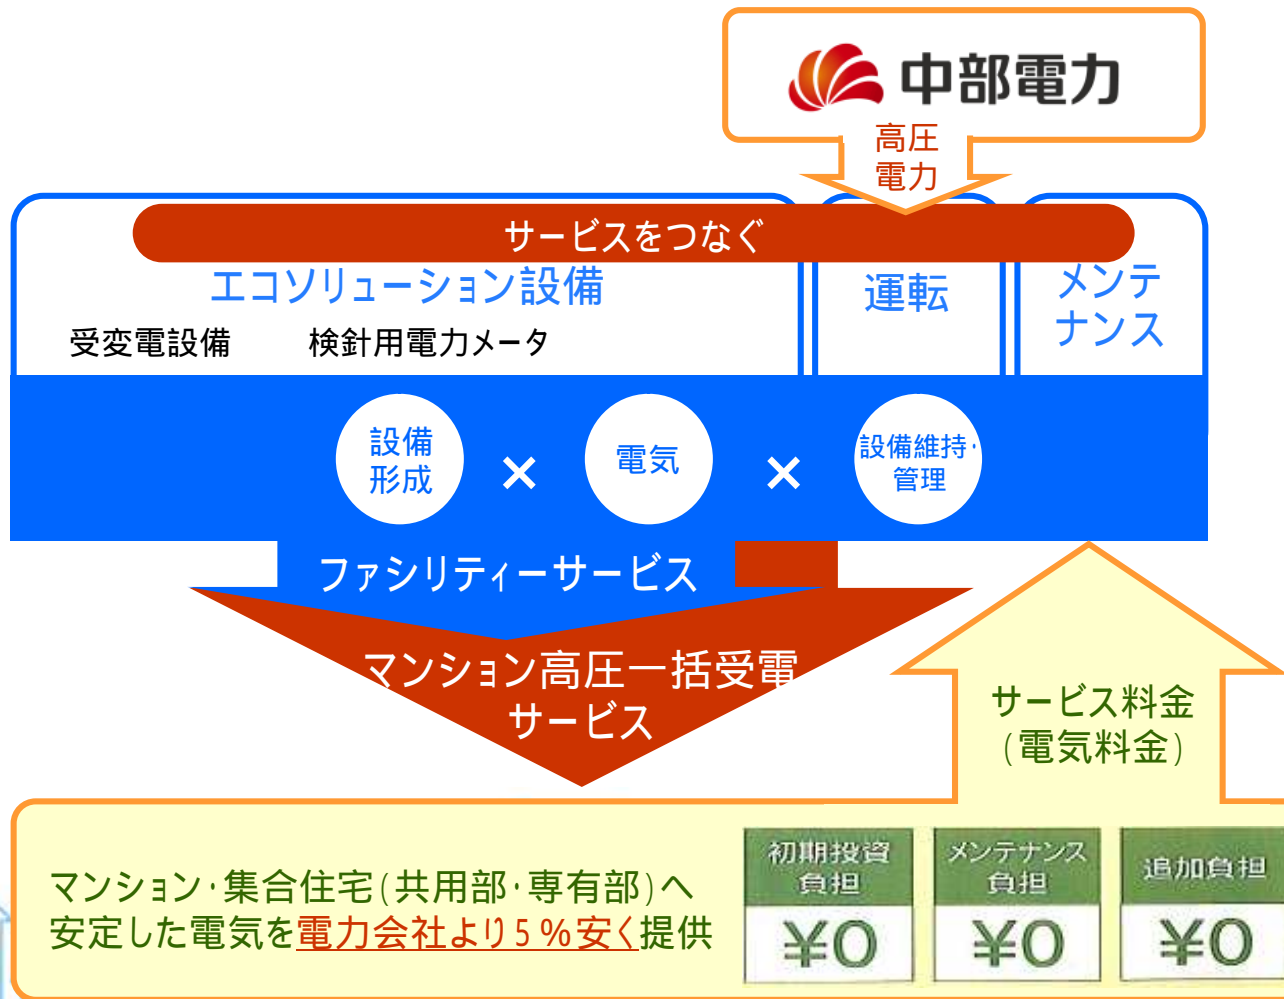 中部電力
高圧
電力
サービスをつなぐ
エコソリューション設備
受変電設備 検針用電力メータ
運転
メンテ
ナンス
設備
形成
×
電気
×
設備維持・
管理
ファシリティーサービス
マンション高圧一括受電
サービス
サービス料金
(電気料金)
マンション・集合住宅(共用部・専有部)へ
安定した電気を電力会社より5%安く提供
初期投資
負担
¥0
メンテナンス
負担
¥0
追加負担
¥0